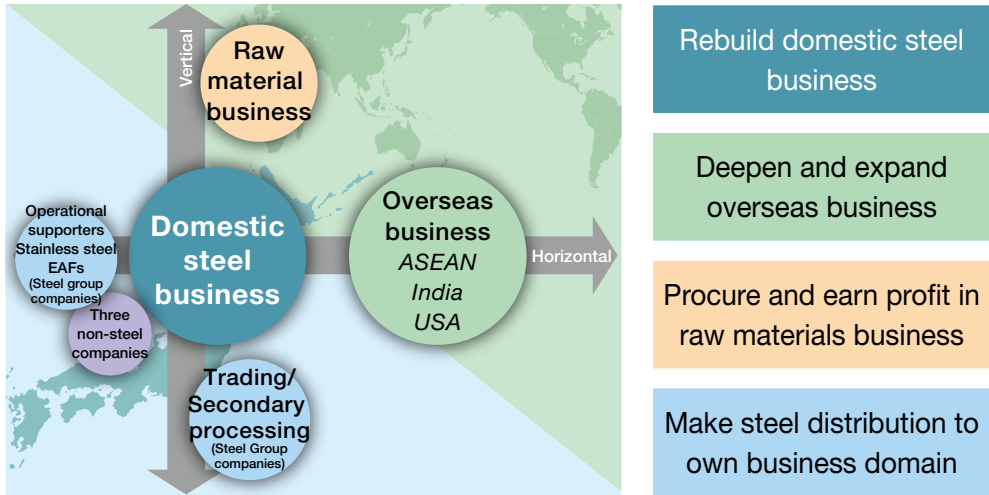 Vertical
Raw
material
business
Operational
supporters
Stainless steel
EAFs
(Steel group
companies)
Domestic
steel
business
Overseas
business
ASEAN
India
USA
Horizontal
Three
non-steel
companies
Trading/
Secondary
processing
(Steel Group
companies)
Rebuild domestic steel
business
Deepen and expand
overseas business
Procure and earn profit in
raw materials business
Make steel distribution to
own business domain